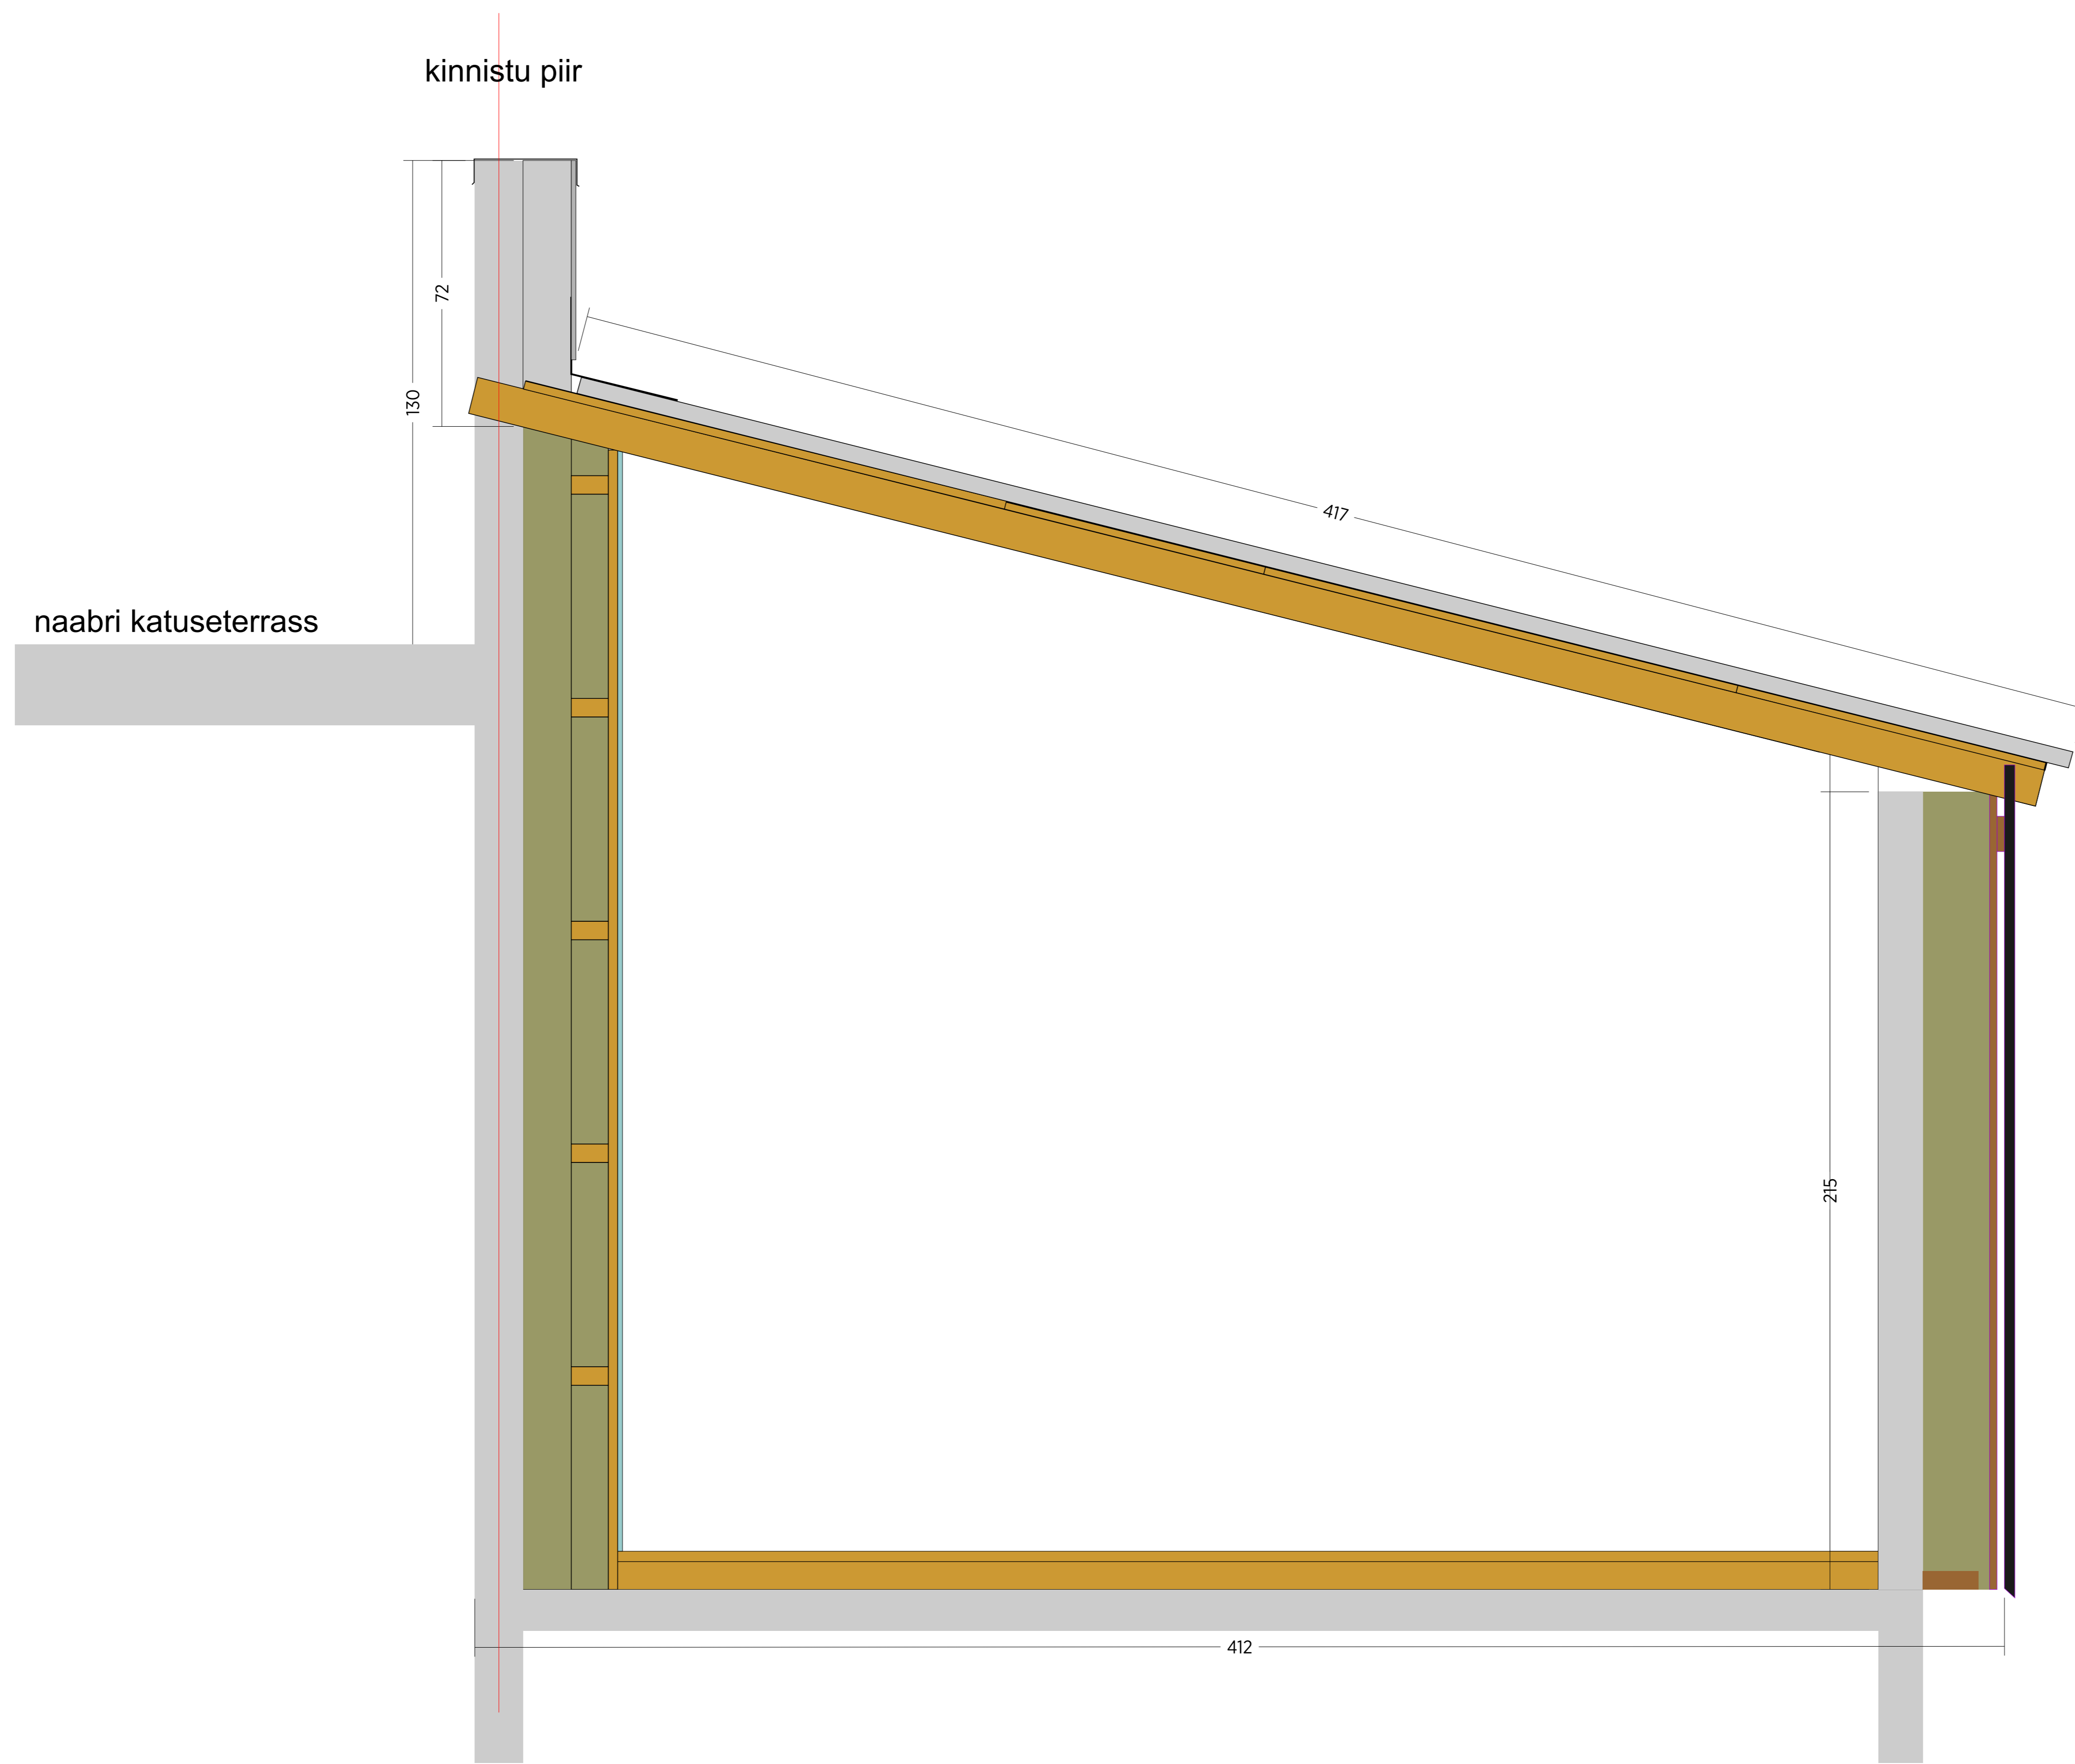 kinnistu piir
72
130
417
naabri katuseterrass
215
412